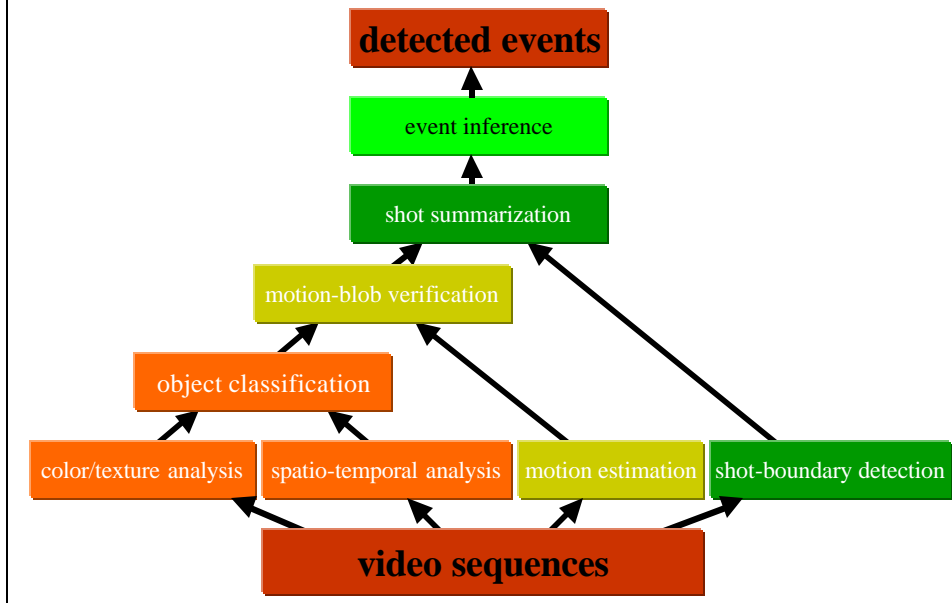 detected events
event inference
shot summarization
motion-blob verification
object classification
color/texture analysis
spatio-temporal analysis
motion estimation
shot-boundary detection
video sequences